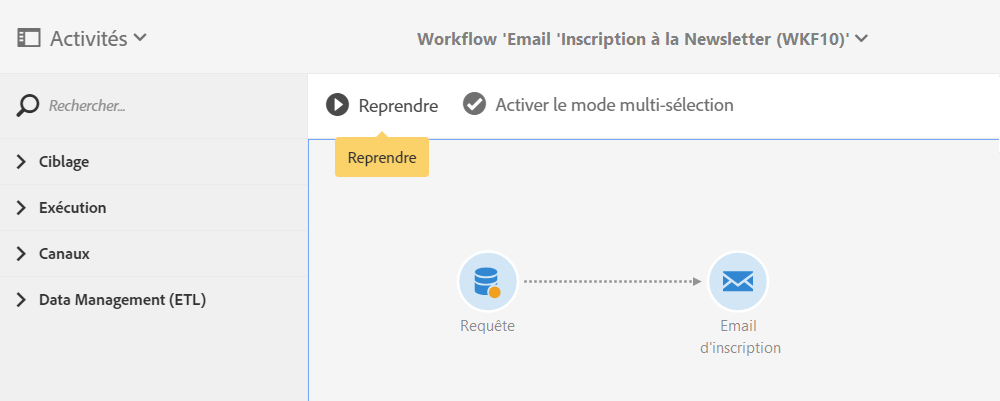 Activités
Workflow 'Email 'Inscription à la Newsletter (WKF10)'
Rechercher...
Reprendre
Activer le mode multi-sélection
Reprendre
Ciblage
Exécution
Canaux
Data Management (ETL)
Requête
Email
d'inscription